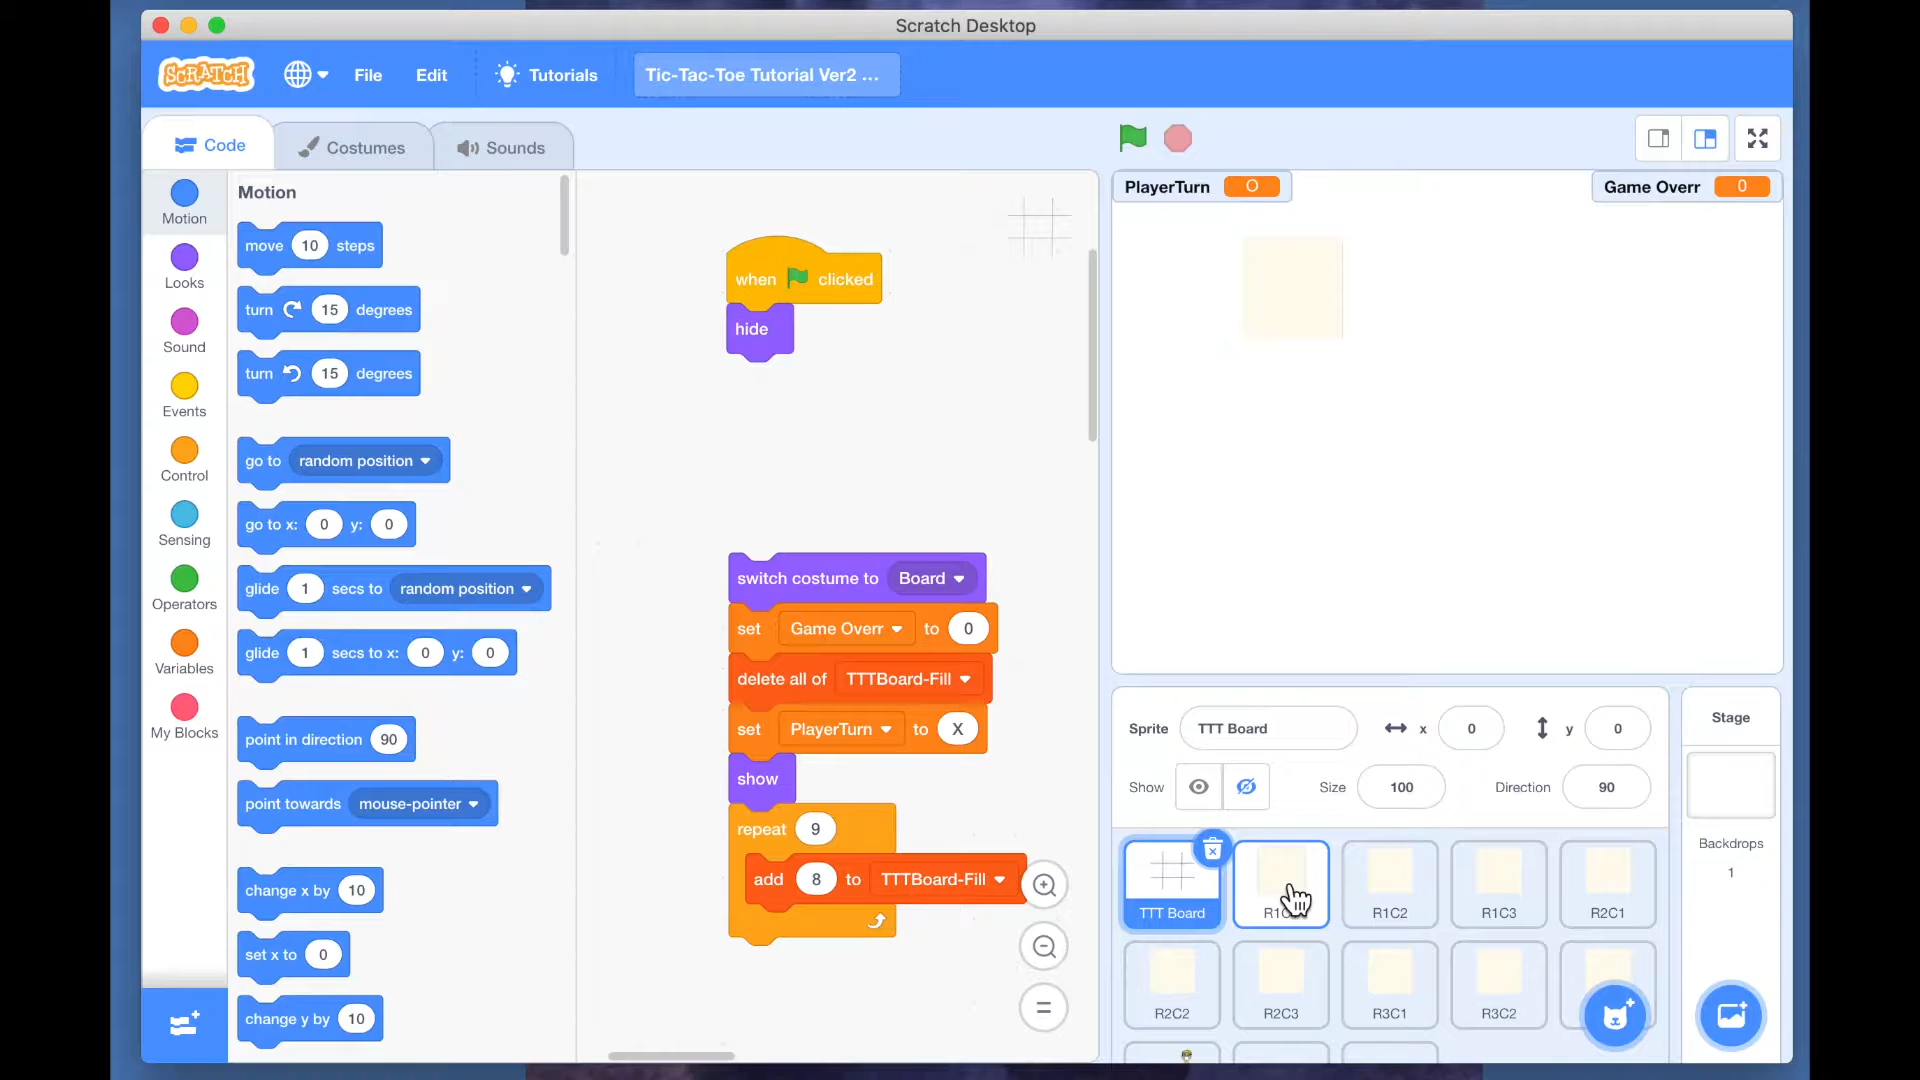 Scratch Desktop
SCRATCH File Edit Tutorials Tic-Tac-Toe Tutorial Ver2 ...
Code Costumes Sounds
Motion
Looks
Sound
Events
Control
Sensing
Operators
Variables
My Blocks
Motion
move 10 steps
turn 15 degrees
turn 15 degrees
go to random position
go to x: 0 y: 0
glide 1 secs to random position
glide 1 secs to x: 0 y: 0
point in direction 90
point towards mouse-pointer
change x by 10
set x to 0
change y by 10
when clicked
hide
switch costume to Board
set Game Overr to 0
delete all of TTTBoard-Fill
set PlayerTurn to X
show
repeat 9
add 8 to TTTBoard-Fill
PlayerTurn O
Game Overr 0
Sprite TTT Board x 0 y 0
Show Size 100 Direction 90
TTT Board
R1C2
R1C3
R2C1
R2C2
R2C3
R3C1
R3C2
Stage
Backdrops
1